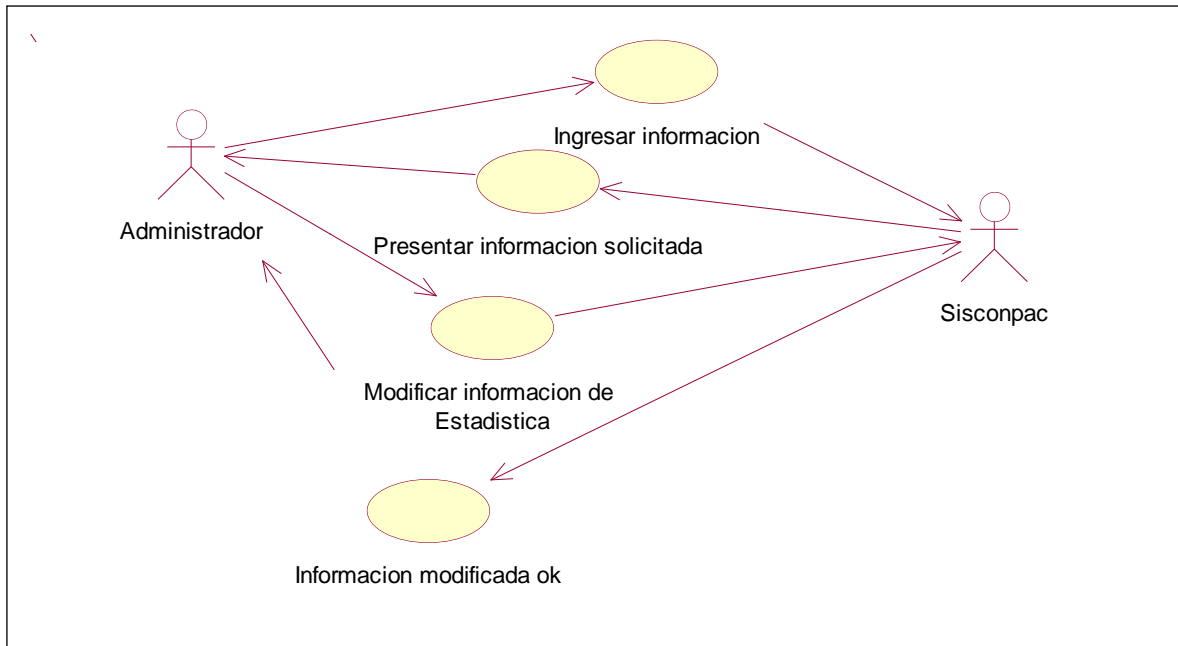 Ingresar informacion
Administrador
Presentar informacion solicitada
Sisconpac
Modificar informacion de
Estadistica
Informacion modificada ok